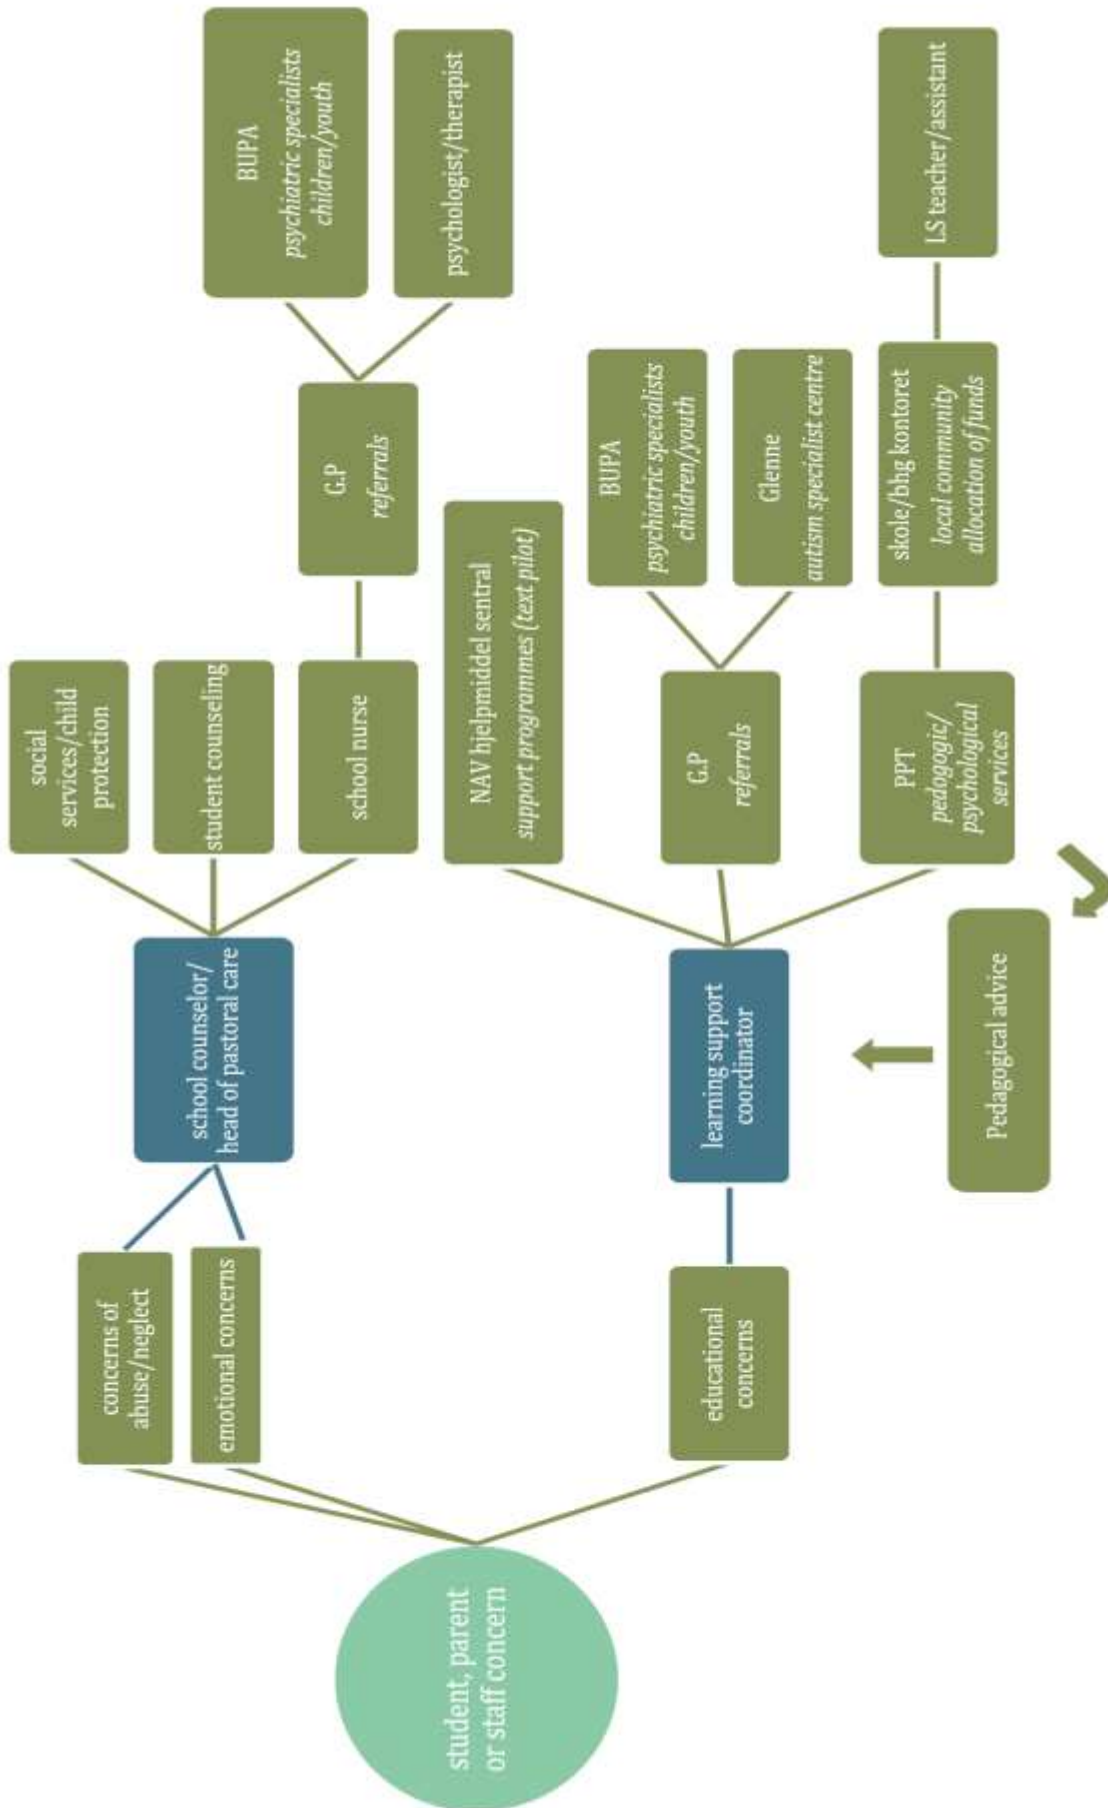 student, parent
or staff concern
concerns of
abuse/neglect
emotional concerns
educational
concerns
school counselor/
head of pastoral care
learning support
coordinator
Pedagogical advice
social
services/child
protection
student counseling
school nurse
G.P
referrals
BUPA
psychiatric specialists
children/youth
psychologist/therapist
NAV hjelpmiddel sentral
support programmes (text pilot)
G.P
referrals
BUPA
psychiatric specialists
children/youth
Glenne
autism specialist centre
PPT
pedogogic/
psychological
services
skole/bhg kontoret
local community
allocation of funds
LS teacher/assistant